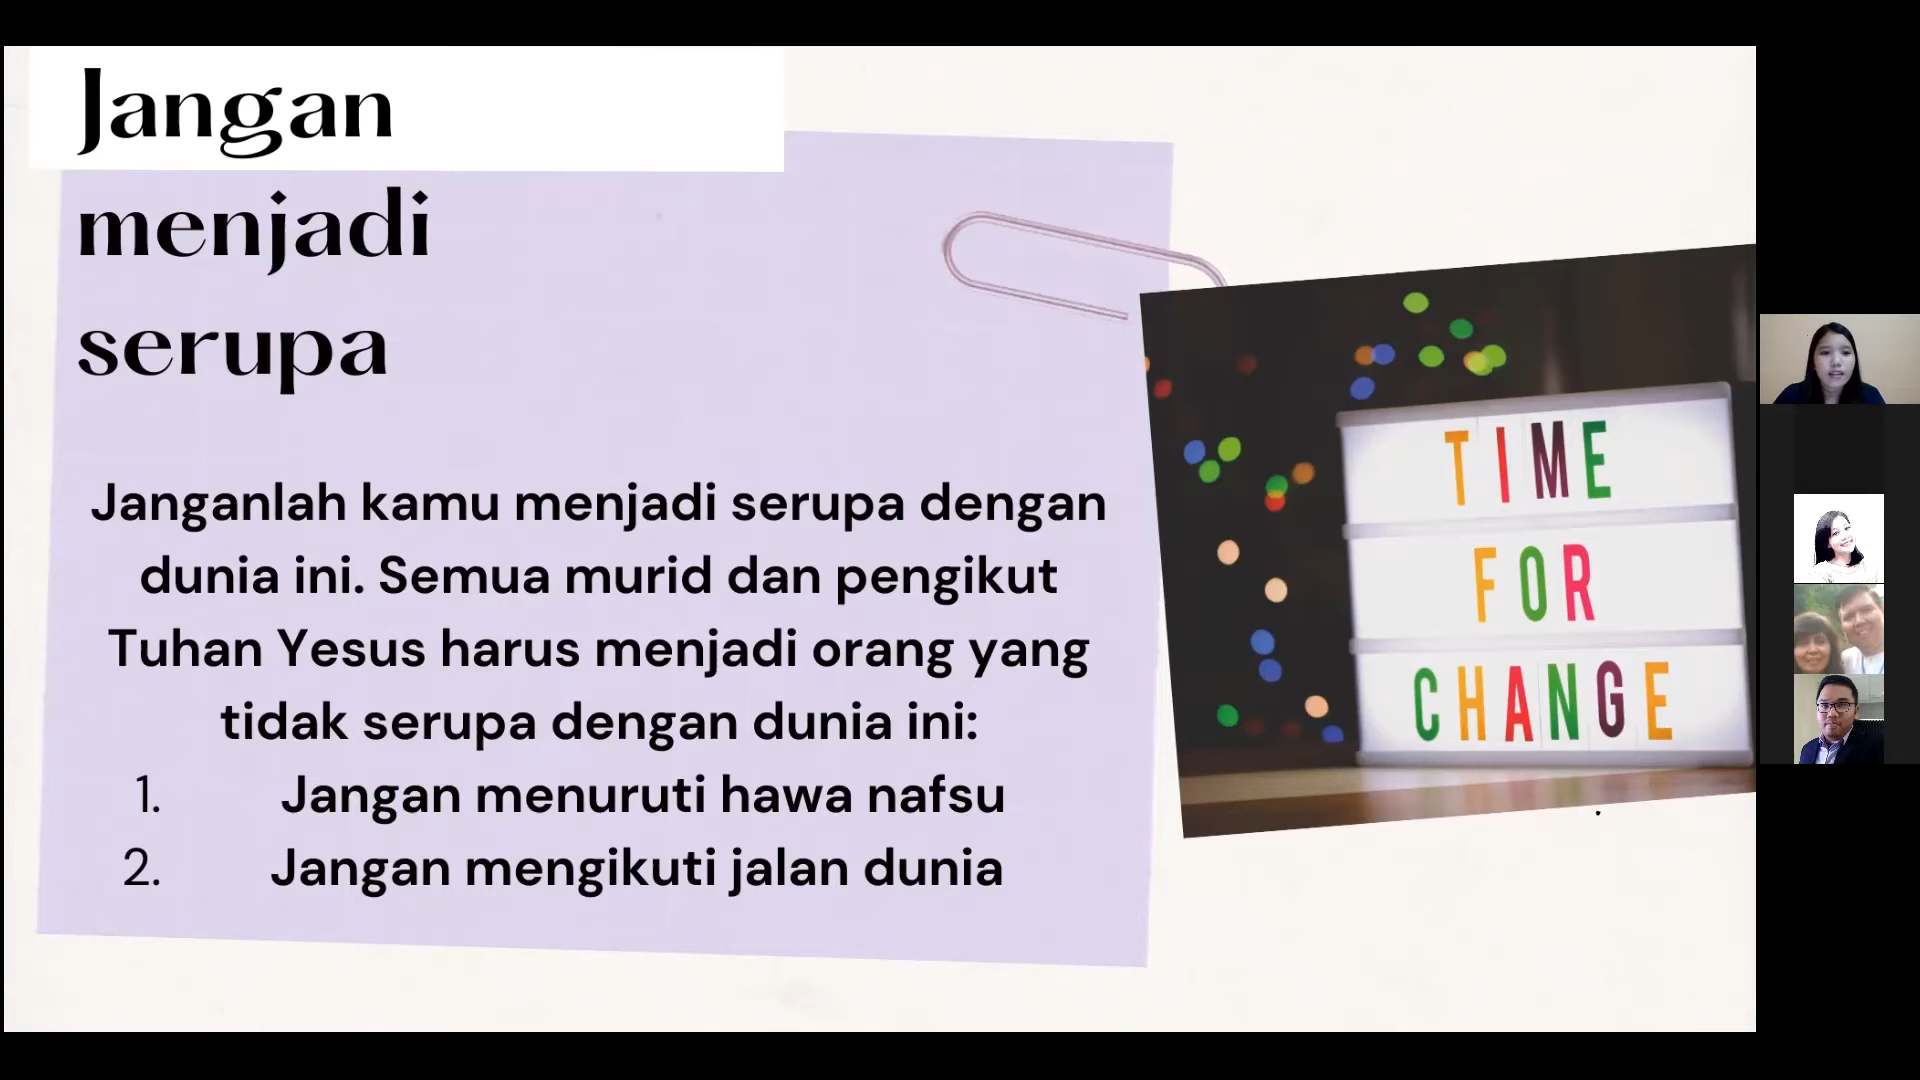 Jangan
menjadi
serupa
Janganlah kamu menjadi serupa dengan
dunia ini. Semua murid dan pengikut
Tuhan Yesus harus menjadi orang yang
tidak serupa dengan dunia ini:
1. Jangan menuruti hawa nafsu
2. Jangan mengikuti jalan dunia
TIME
FOR
CHANGE